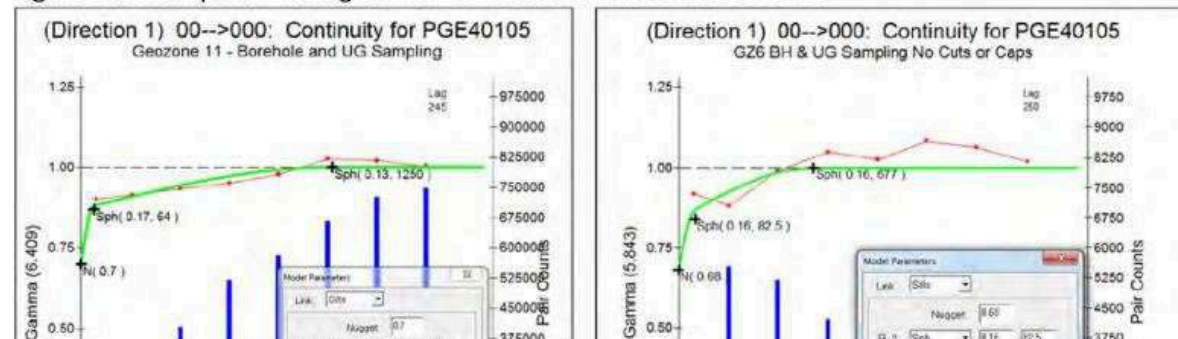 (Direction 1) 00-->000: Continuity for PGE40105
Geozone 11 - Borehole and UG Sampling
1.25
Lag
245
975000
900000
1.00
825000
Sph( 0.13, 1250 )
750000
Sph( 0.17, 64 )
675000
0.75
600000
N( 0.7 )
Model Parameters
525000
Link
Sills
450000
Nugget
0.7
0.50
375000
Gamma (6.409)
Pair Counts
(Direction 1) 00-->000: Continuity for PGE40105
GZ6 BH & UG Sampling No Cuts or Caps
1.25
Lag
250
9750
9000
1.00
8250
Sph( 0.16, 677 )
7500
Sph( 0.16, 82.5 )
6750
0.75
6000
N( 0.68
Model Parameters
5250
Link
Sills
4500
Nugget
0.68
0.50
Sph
0.16
82.5
3750
Gamma (5.843)
Pair Counts